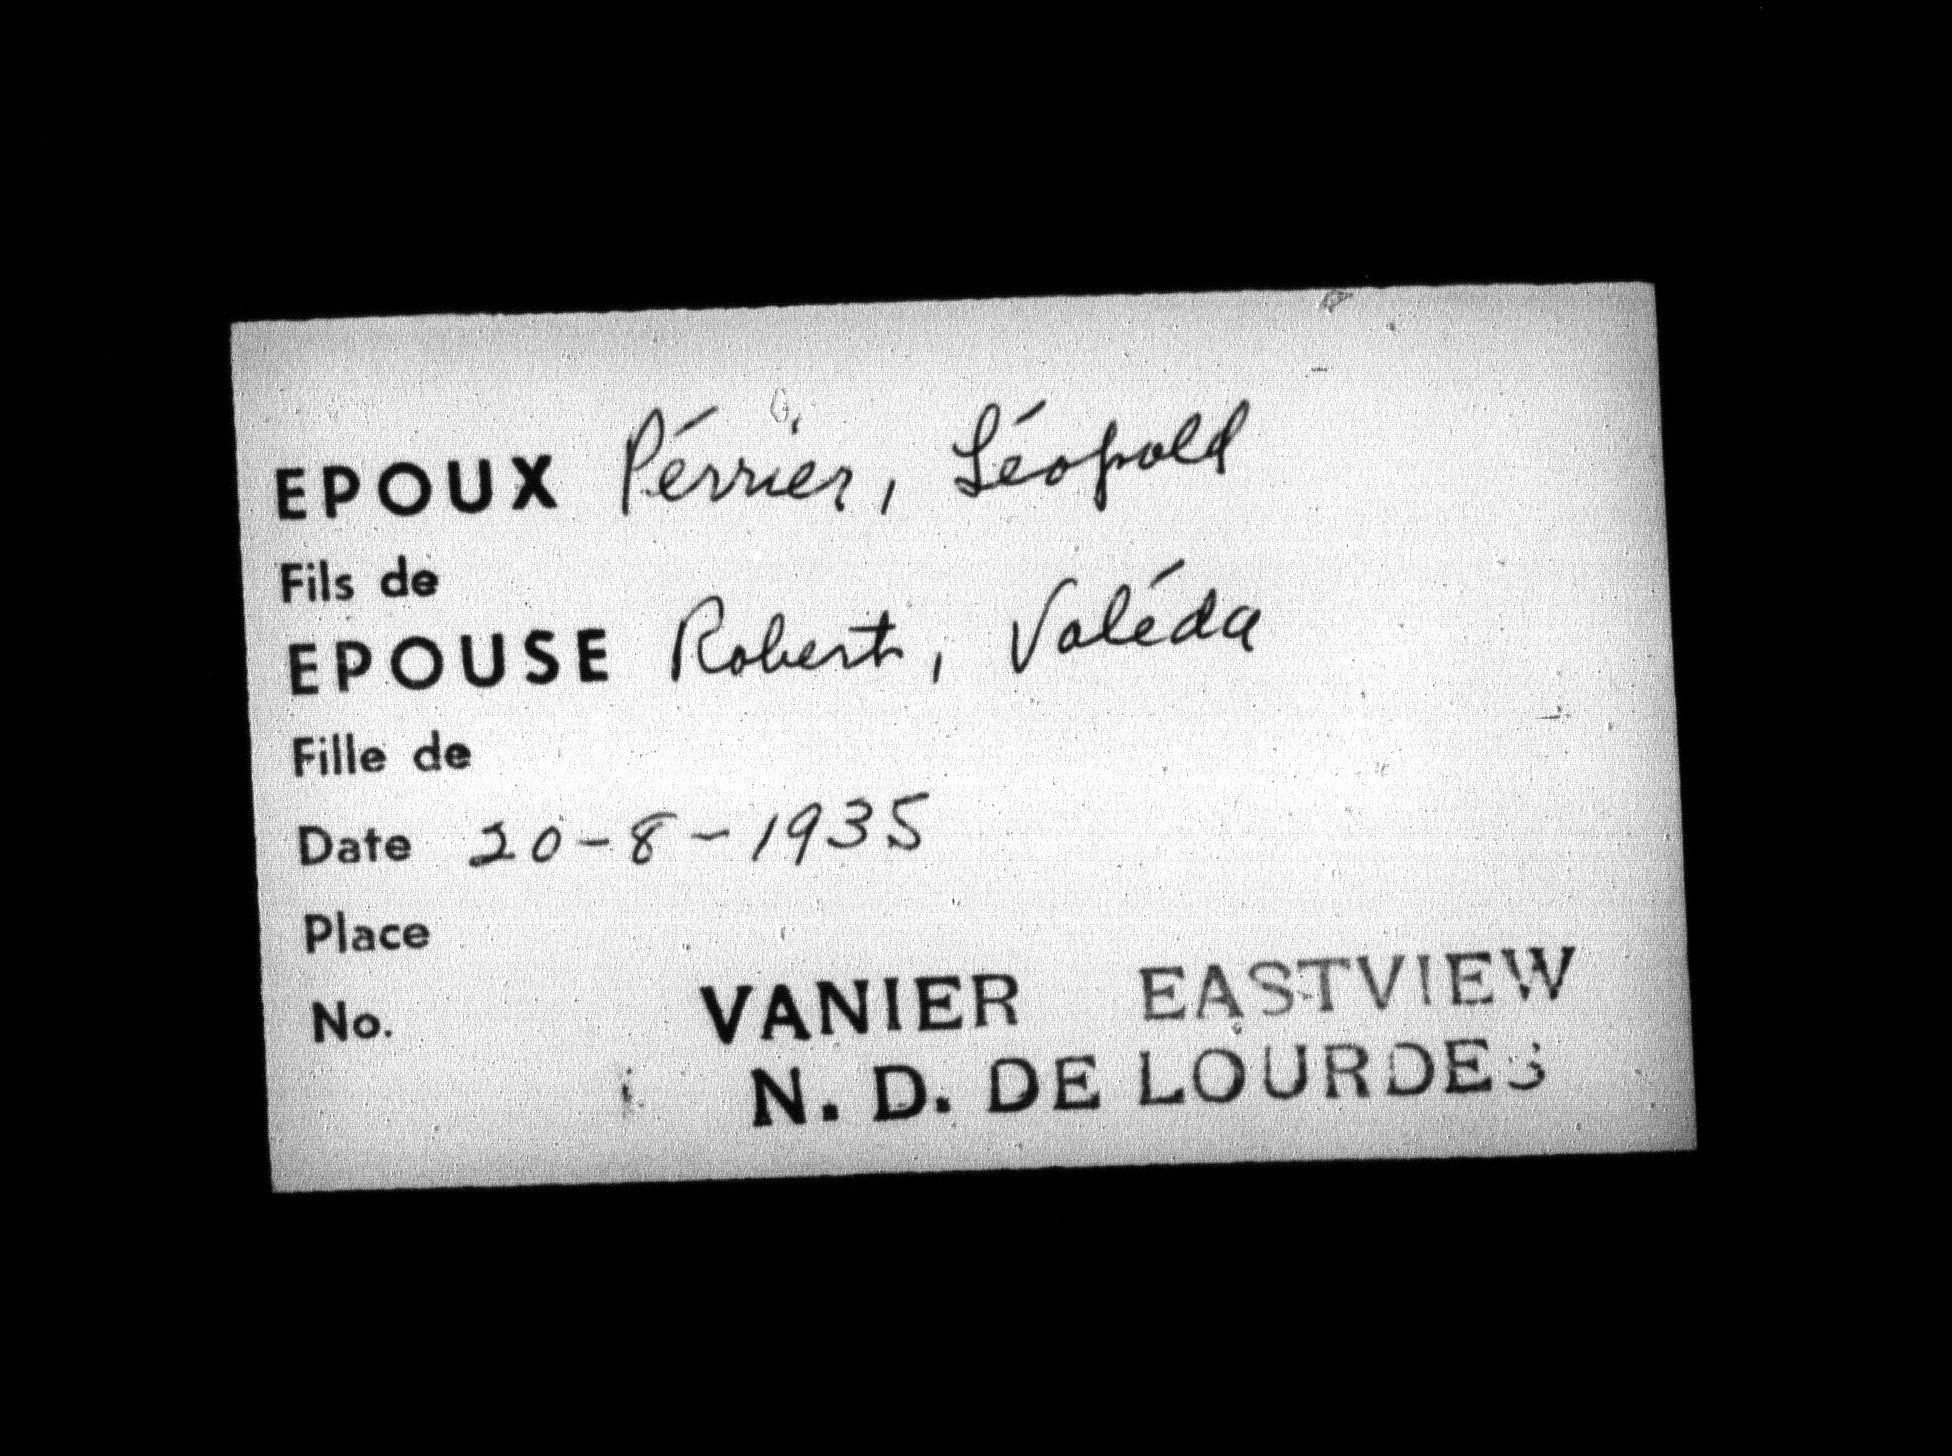 EPOUX Pérrier, Léopold
Fils de
EPOUSE Robert, Valéda
Fille de
Date 20-8-1935
Place
No.
VANIER EASTVIEW
N. D. DE LOURDES